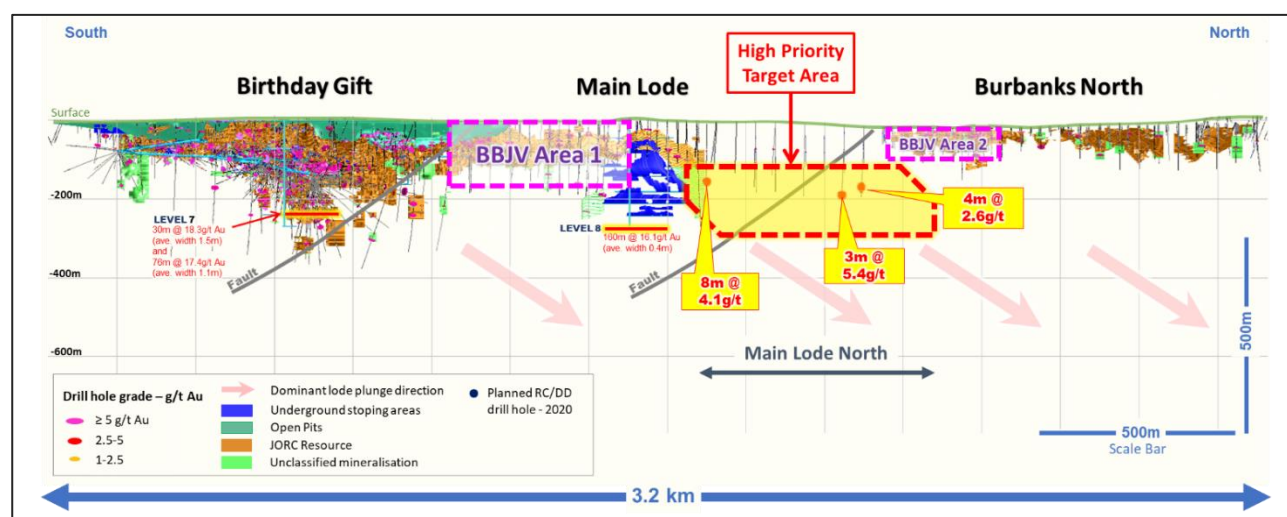 South
North
High Priority
Target Area
Birthday Gift
Main Lode
Burbanks North
Surface
BBJV Area 1
BBJV Area 2
-200m
LEVEL 7
30m @ 18.3g/t Au
(ave. width 1.5m)
and
76m @ 17.4g/t Au
(ave. width 1.1m)
LEVEL 8
160m @ 16.1g/t Au
(ave. width 0.4m)
4m @
2.6g/t
3m @
5.4g/t
8m @
4.1g/t
-400m
Fault
Fault
-600m
Main Lode North
500m
Drill hole grade – g/t Au
≥ 5 g/t Au
2.5-5
1-2.5
Dominant lode plunge direction
Underground stoping areas
Open Pits
JORC Resource
Unclassified mineralisation
Planned RC/DD
drill hole - 2020
500m
Scale Bar
3.2 km